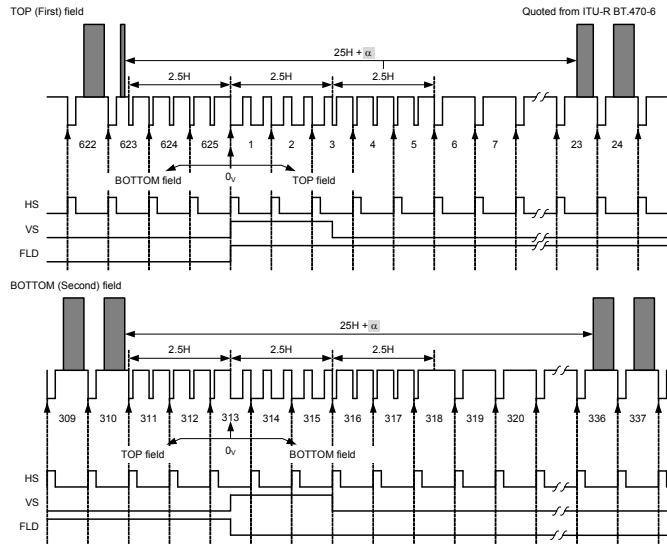 TOP (First) field
Quoted from ITU-R BT.470-6
25H + α
2.5H 2.5H 2.5H
622 623 624 625 1 2 3 4 5 6 7 23 24
BOTTOM field 0V TOP field
HS
VS
FLD
BOTTOM (Second) field
25H + α
2.5H 2.5H 2.5H
309 310 311 312 313 314 315 316 317 318 319 320 336 337
TOP field 0V BOTTOM field
HS
VS
FLD